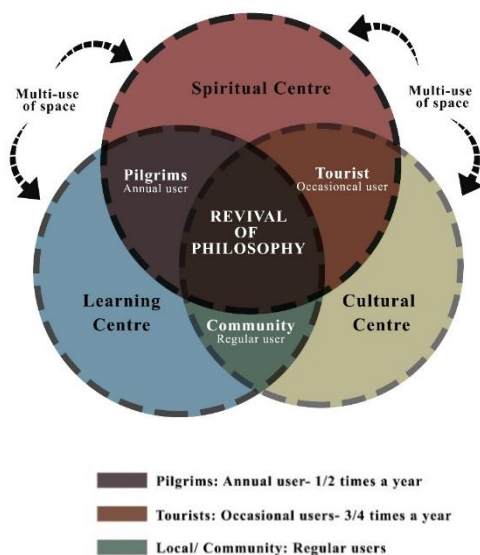 Spiritual Centre
Multi-use
of space
Multi-use
of space
Pilgrims
Annual user
Tourist
Occasioncal user
REVIVAL
OF
PHILOSOPHY
Learning
Centre
Cultural
Centre
Community
Regular user
Pilgrims: Annual user- 1/2 times a year
Tourists: Occasional users- 3/4 times a year
Local/ Community: Regular users